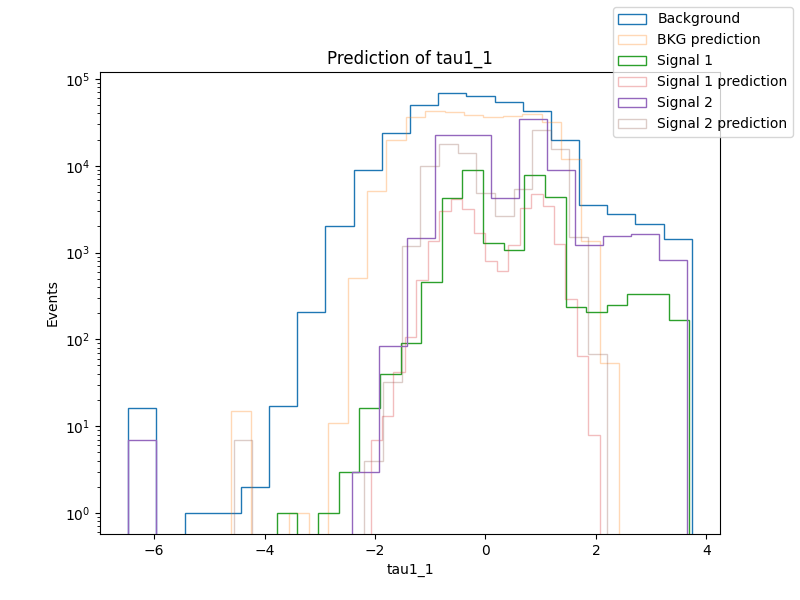 Prediction of tau1_1
Background
BKG prediction
Signal 1
Signal 1 prediction
Signal 2
Signal 2 prediction
Events
10^5
10^4
10^3
10^2
10^1
10^0
−6 −4 −2 0 2 4
tau1_1